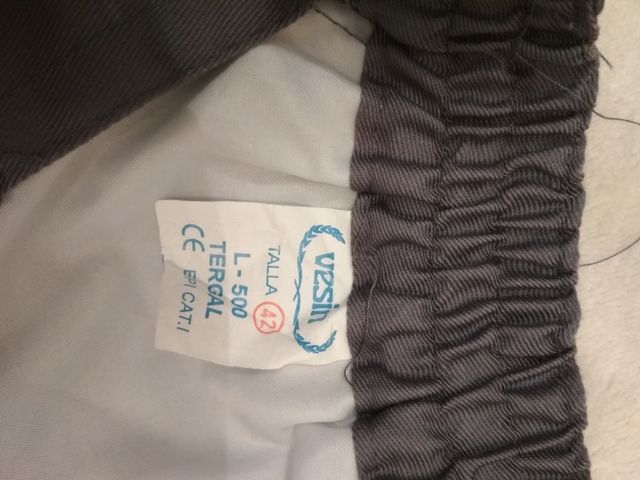 vesin
TALLA 42
L-500
TERGAL
CE EPI CAT.I